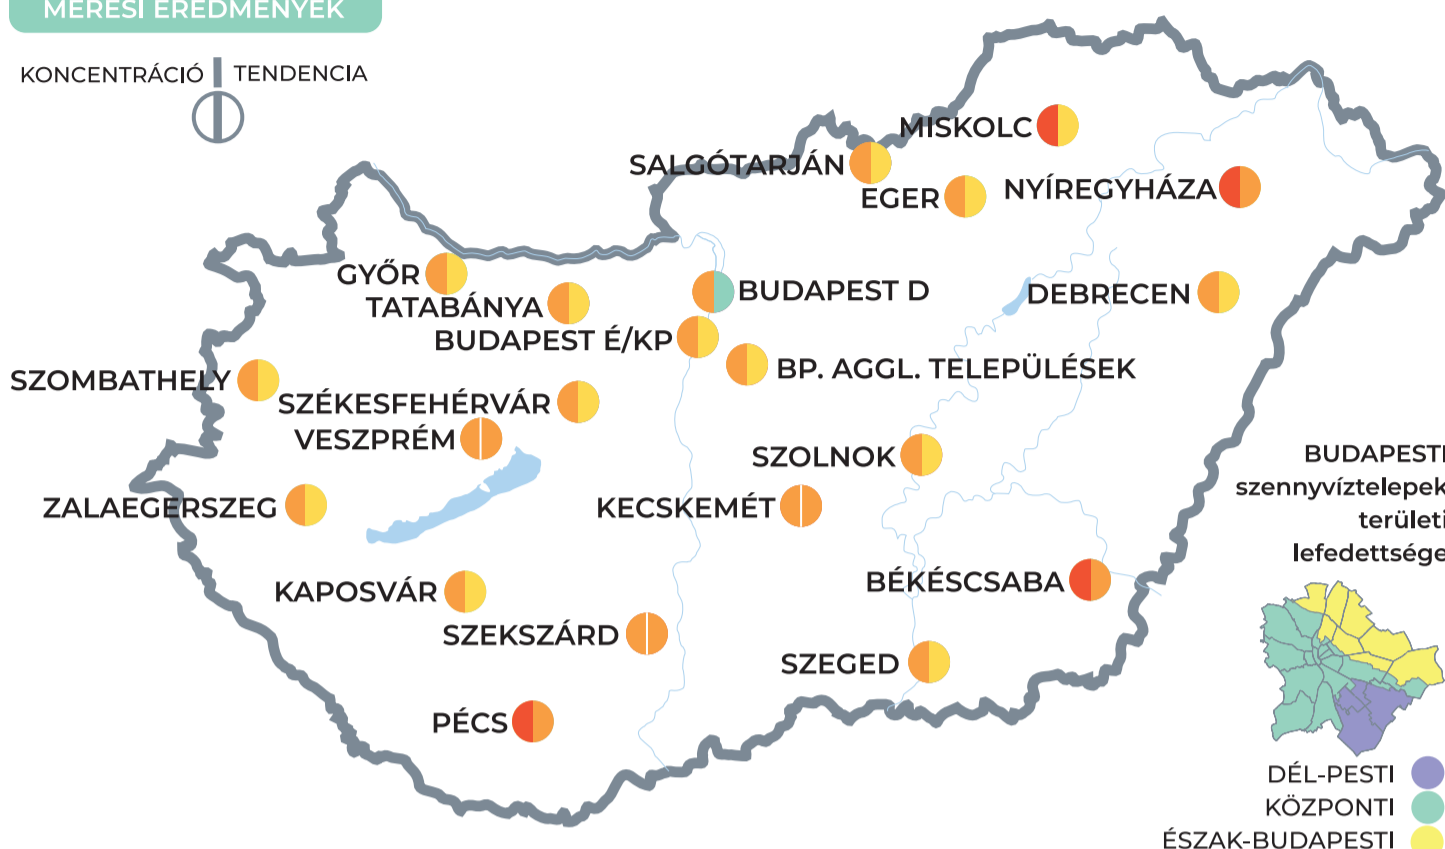 MÉRÉSI EREDMÉNYEK
KONCENTRÁCIÓ TENDENCIA
MISKOLC
SALGÓTARJÁN
EGER
NYÍREGYHÁZA
GYŐR
TATABÁNYA
BUDAPEST D
DEBRECEN
BUDAPEST É/KP
BP. AGGL. TELEPÜLÉSEK
SZOMBATHELY
SZÉKESFEHÉRVÁR
VESZPRÉM
SZOLNOK
ZALAEGERSZEG
KECSKEMÉT
BUDAPESTI
szennyvíztelepek
területi
lefedettsége
KAPOSVÁR
BÉKÉSCSABA
SZEKSZÁRD
SZEGED
PÉCS
DÉL-PESTI
KÖZPONTI
ÉSZAK-BUDAPESTI